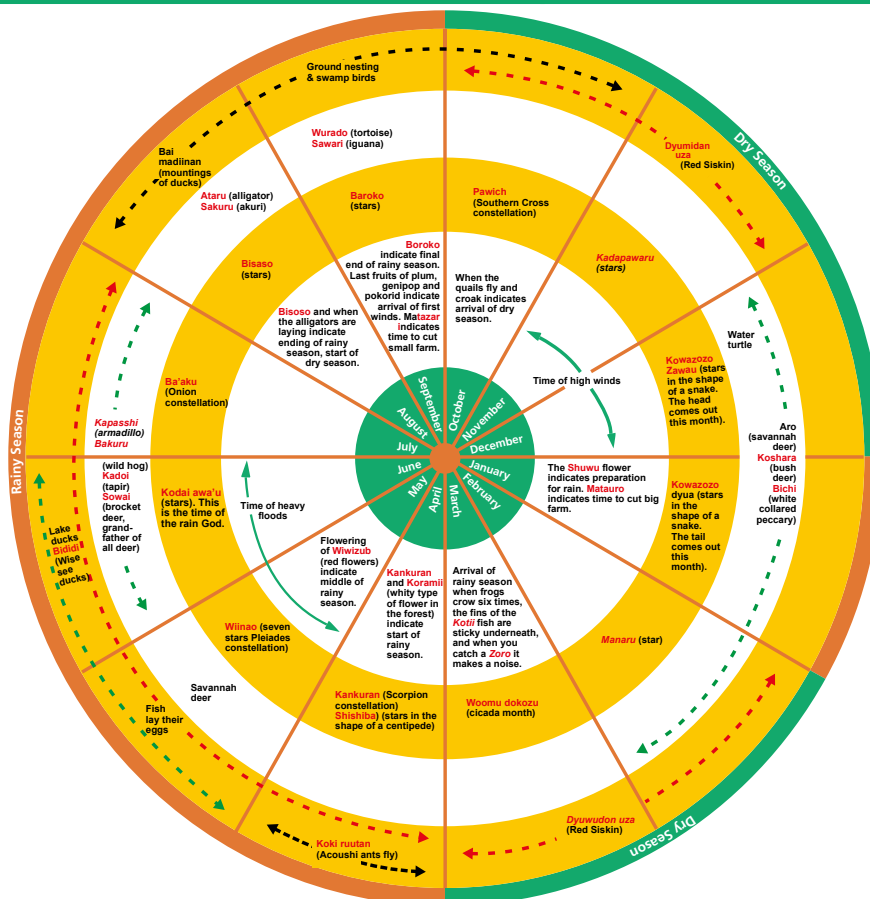 Ground nesting
& swamp birds
Dry Season
Dyumidan
uza
(Red Siskin)
Bai
madiinan
(mountings
of ducks)
Wurado (tortoise)
Sawari (iguana)
Ataru (alligator)
Sakuru (akuri)
Baroko
(stars)
Pawich
(Southern Cross
constellation)
Bisaso
(stars)
Kadapawaru
(stars)
Boroko
indicate final
end of rainy season.
Last fruits of plum,
genipop and
pokorid indicate
arrival of first
winds. Matazar
indicates
time to cut
small farm.
When the
quails fly and
croak indicates
arrival of dry
season.
Bisoso and when
the alligators are
laying indicate
ending of rainy
season, start of
dry season.
Water
turtle
Kowazozo
Zawau (stars
in the shape
of a snake.
The head
comes out
this month).
Time of high winds
Ba'aku
(Onion
constellation)
September
October
August
November
July
December
June
January
May
February
April
March
Rainy Season
Kapasshi
(armadillo)
Bakuru
(wild hog)
Kadoi
(tapir)
Sowai
(brocket
deer,
grand-
father of
all deer)
Aro
(savannah
deer)
Koshara
(bush
deer)
Bichi
(white
collared
peccary)
Kodai awa'u
(stars). This
is the time of
the rain God.
Time of heavy
floods
The Shuwu flower
indicates preparation
for rain. Matauro
indicates time to cut big
farm.
Kowazozo
dyua (stars
in the
shape of a
snake.
The tail
comes out
this
month).
Lake
ducks
Bididi
(Wise
see
ducks)
Flowering
of Wiwizub
(red flowers)
indicate
middle of
rainy
season.
Kankuran
and Koramii
(whity type
of flower in
the forest)
indicate
start of
rainy
season.
Arrival of
rainy season
when frogs
crow six times,
the fins of the
Kotii fish are
sticky underneath,
and when you
catch a Zoro it
makes a noise.
Wiinao (seven
stars Pleiades
constellation)
Manaru (star)
Savannah
deer
Fish
lay their
eggs
Kankuran (Scorpion
constellation)
Shishiba) (stars in the
shape of a centipede)
Woomu dokozu
(cicada month)
Dyuwudon uza
(Red Siskin)
Dry Season
Koki ruutan
(Acoushi ants fly)